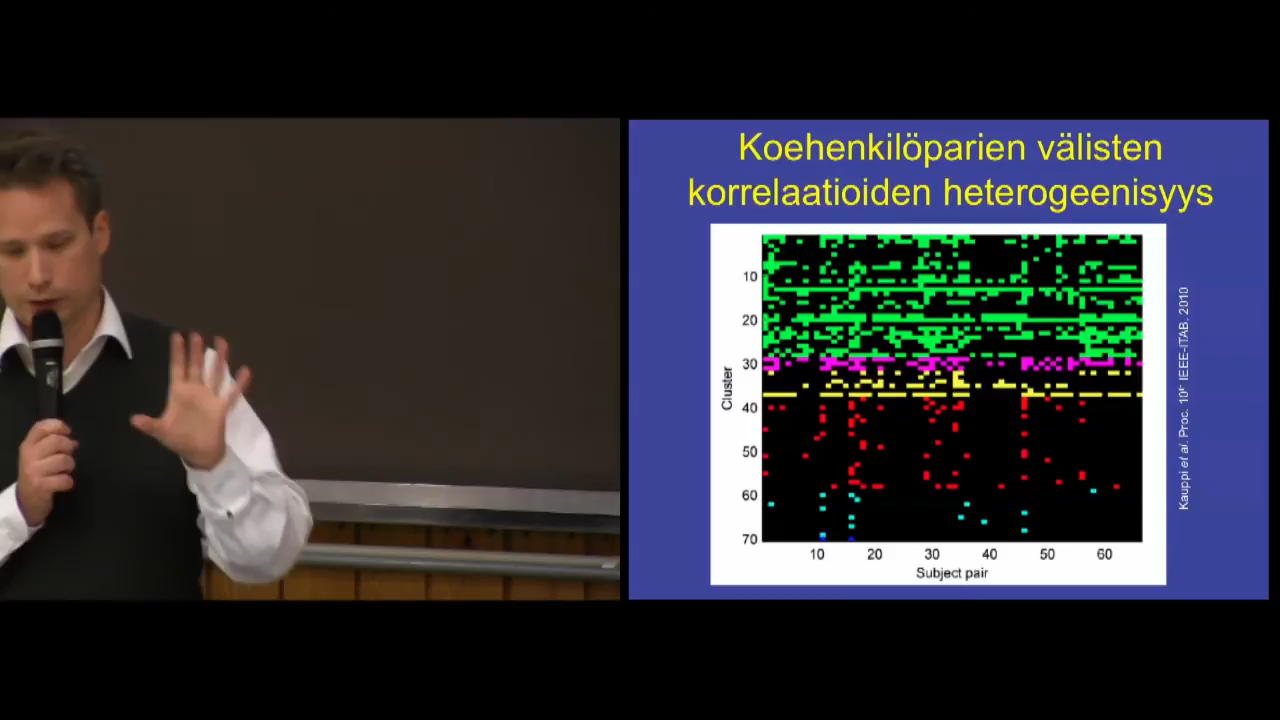 Koehenkilöparien välisten
korrelaatioiden heterogeenisyys
Cluster
10
20
30
40
50
60
70
10 20 30 40 50 60
Subject pair
Kauppi et al. Proc. 10th IEEE-ITAB, 2010